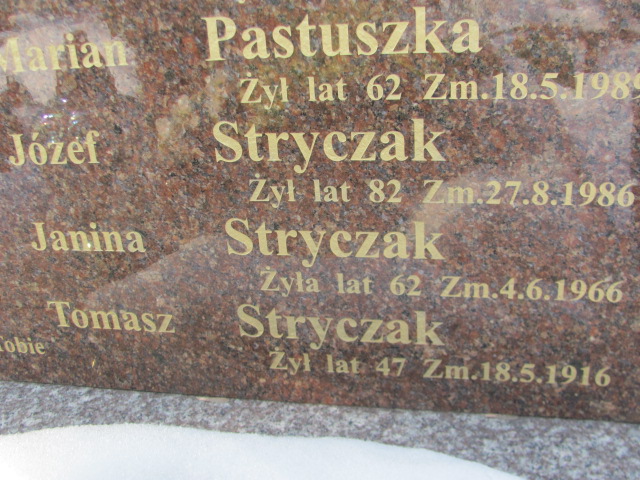 Marian Pastuszka
Żył lat 62 Zm.18.5.1989
Józef Stryczak
Żył lat 82 Zm.27.8.1986
Janina Stryczak
Żyła lat 62 Zm.4.6.1966
Tomasz Stryczak
Żył lat 47 Zm.18.5.1916